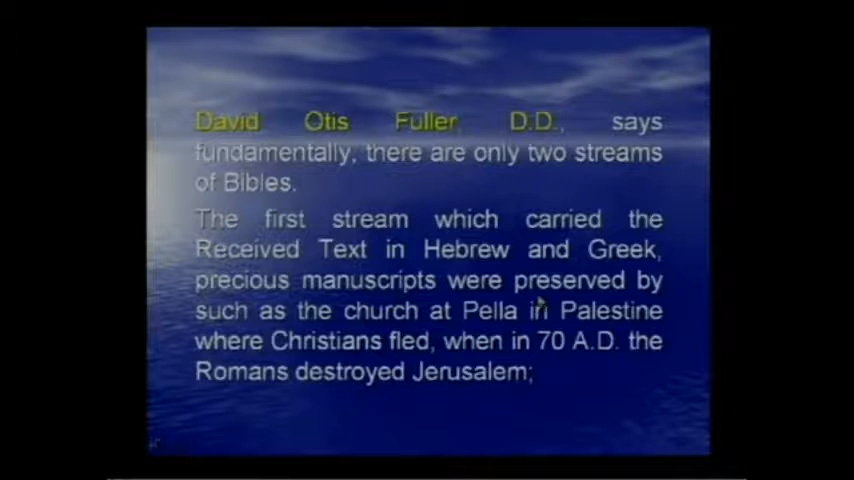 David Otis Fuller, D.D., says
fundamentally, there are only two streams
of Bibles.
The first stream which carried the
Received Text in Hebrew and Greek,
precious manuscripts were preserved by
such as the church at Pella in Palestine
where Christians fled, when in 70 A.D. the
Romans destroyed Jerusalem;